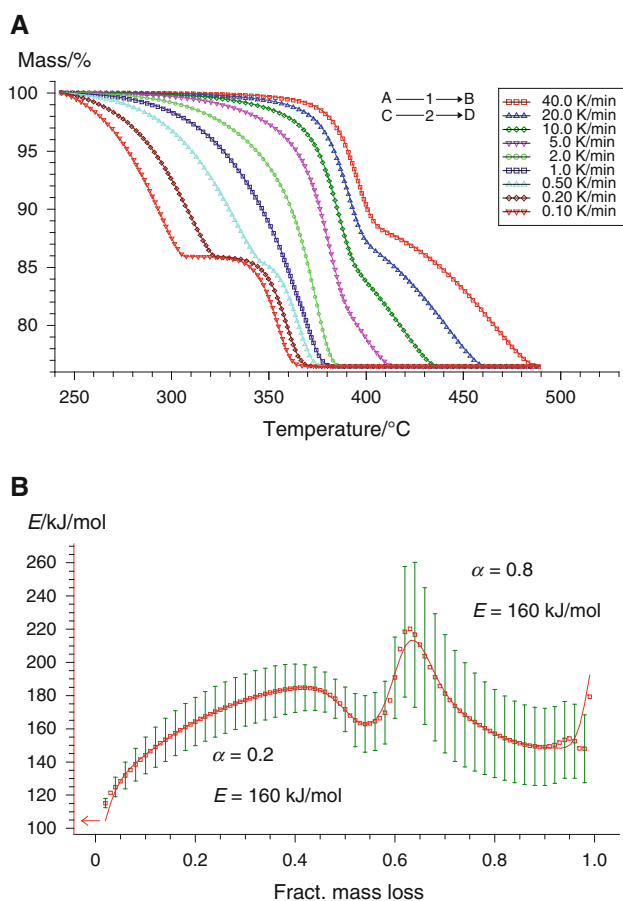 A
Mass/%
100
95
90
85
80
250 300 350 400 450 500
Temperature/°C
A 1 B
C 2 D
40.0 K/min
20.0 K/min
10.0 K/min
5.0 K/min
2.0 K/min
1.0 K/min
0.50 K/min
0.20 K/min
0.10 K/min
B
E/kJ/mol
260
240
220
200
180
160
140
120
100
α = 0.8
E = 160 kJ/mol
α = 0.2
E = 160 kJ/mol
0 0.2 0.4 0.6 0.8 1.0
Fract. mass loss